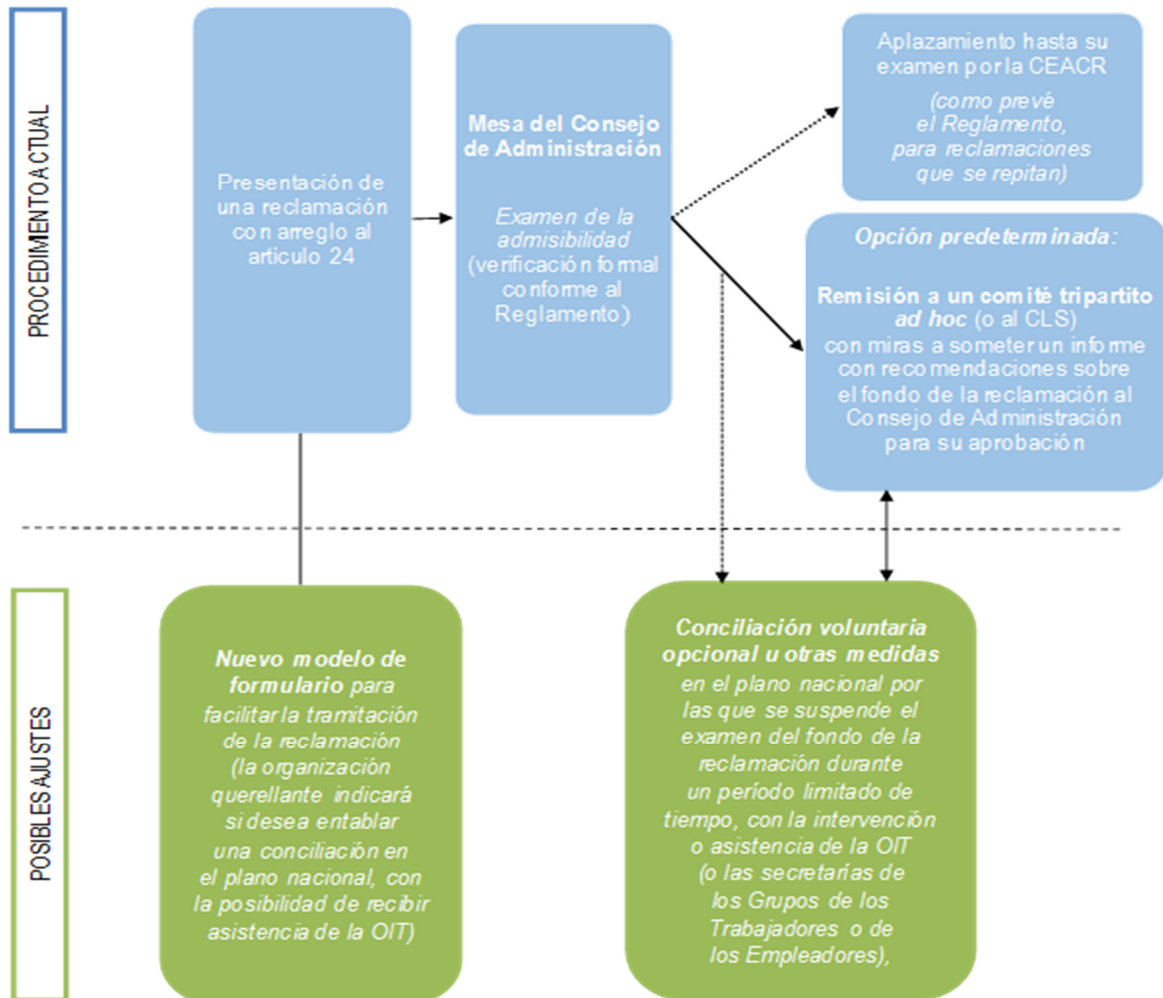 PROCEDIMIENTO ACTUAL
Presentación de
una reclamación
con arreglo al
articulo 24
Mesa del Consejo
de Administración
Examen de la
admisibilidad
(verificación formal
conforme al
Reglamento)
Aplazamiento hasta su
examen por la CEACR
(como prevé
el Reglamento,
para reclamaciones
que se repitan)
Opción predeterminada:
Remisión a un comité tripartito
ad hoc (o al CLS)
con miras a someter un informe
con recomendaciones sobre
el fondo de la reclamación al
Consejo de Administración
para su aprobación
POSIBLES AJUSTES
Nuevo modelo de
formulario para
facilitar la tramitación
de la reclamación
(la organización
querellante indicará
si desea entablar
una conciliación en
el plano nacional, con
la posibilidad de recibir
asistencia de la OIT)
Conciliación voluntaria
opcional u otras medidas
en el plano nacional por
las que se suspende el
examen del fondo de la
reclamación durante
un período limitado de
tiempo, con la intervención
o asistencia de la OIT
(o las secretarías de
los Grupos de los
Trabajadores o de
los Empleadores),